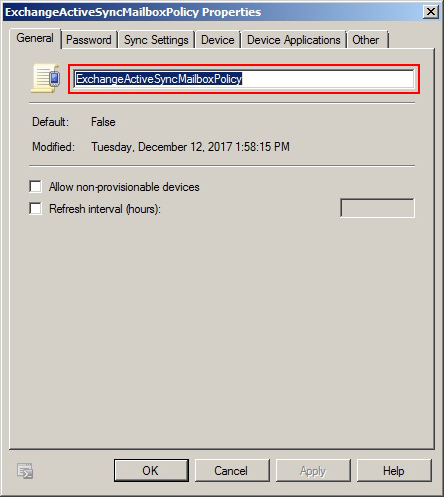 ExchangeActiveSyncMailboxPolicy Properties
General Password Sync Settings Device Device Applications Other
ExchangeActiveSyncMailboxPolicy
Default: False
Modified: Tuesday, December 12, 2017 1:58:15 PM
Allow non-provisionable devices
Refresh interval (hours):
OK Cancel Apply Help